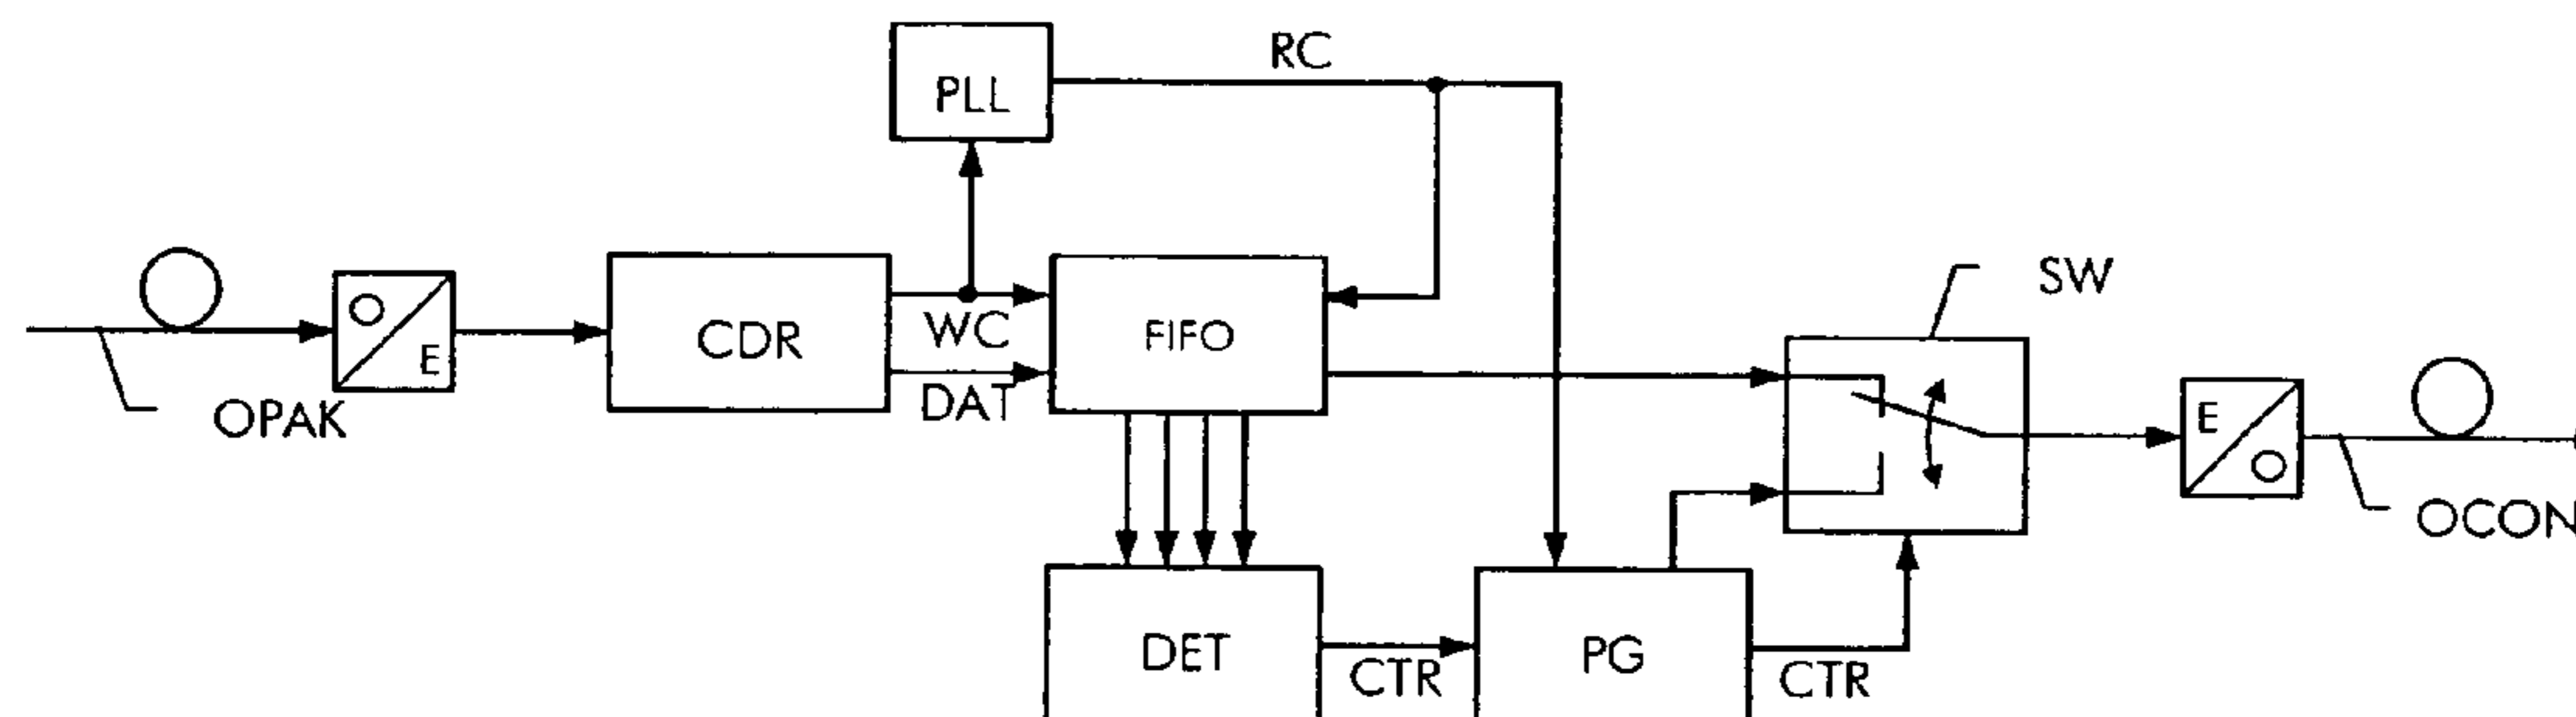 RC
PLL
SW
O
E
CDR
WC
DAT
FIFO
OPAK
E
O
OCON
DET
CTR
PG
CTR